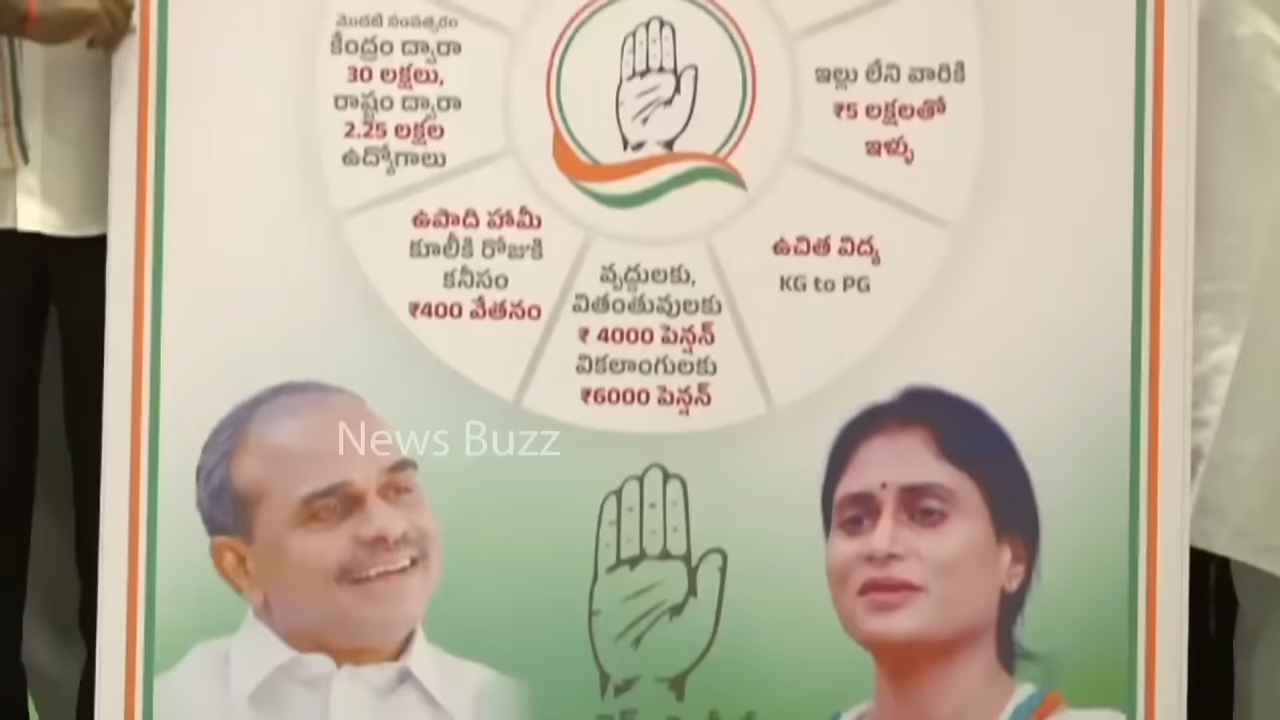 మొదటి సంవత్సరం
కేంద్రం ద్వారా
30 లక్షలు,
రాష్ట్రం ద్వారా
2.25 లక్షల
ఉద్యోగాలు
ఇల్లు లేని వారికి
₹5 లక్షలతో
ఇళ్ళు
ఉపాది హామీ
కూలీకి రోజుకి
కనీసం
₹400 వేతనం
వృద్దులకు,
వితంతువులకు
₹ 4000 పెన్షన్
వికలాంగులకు
₹6000 పెన్షన్
ఉచిత విద్య
KG to PG
News Buzz